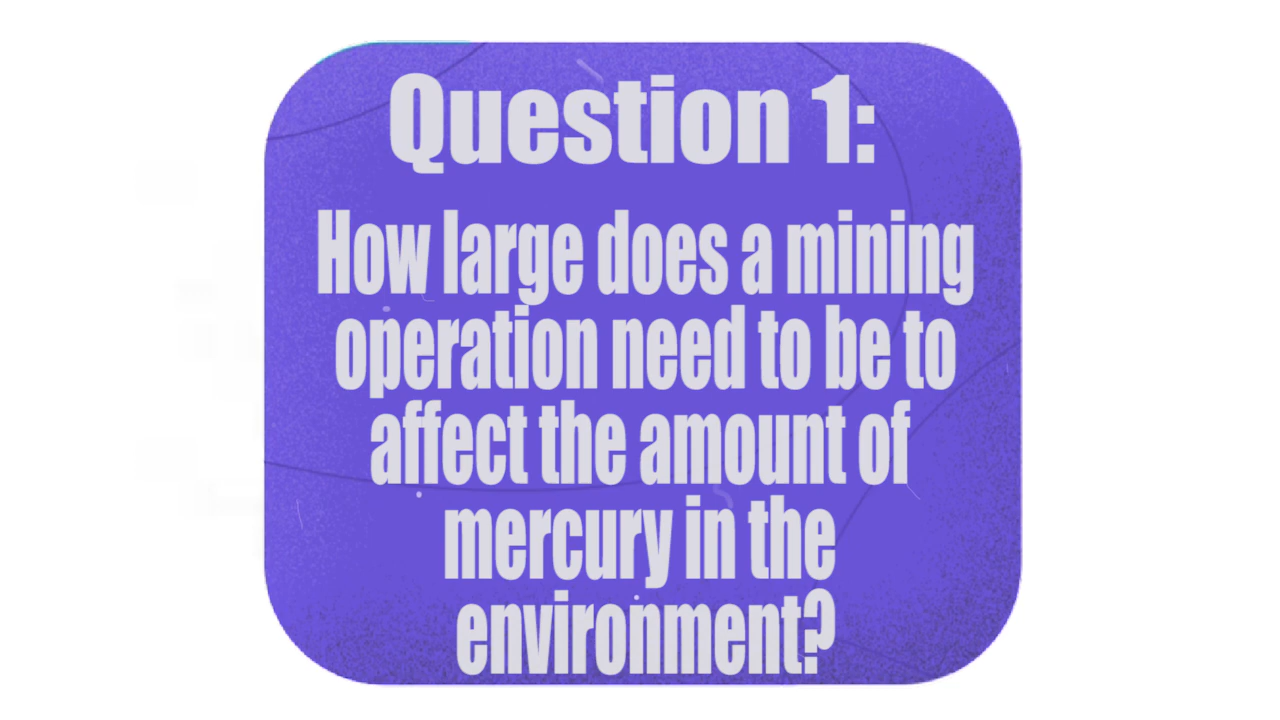 Question 1:
How large does a mining
operation need to be to
affect the amount of
mercury in the
environment?